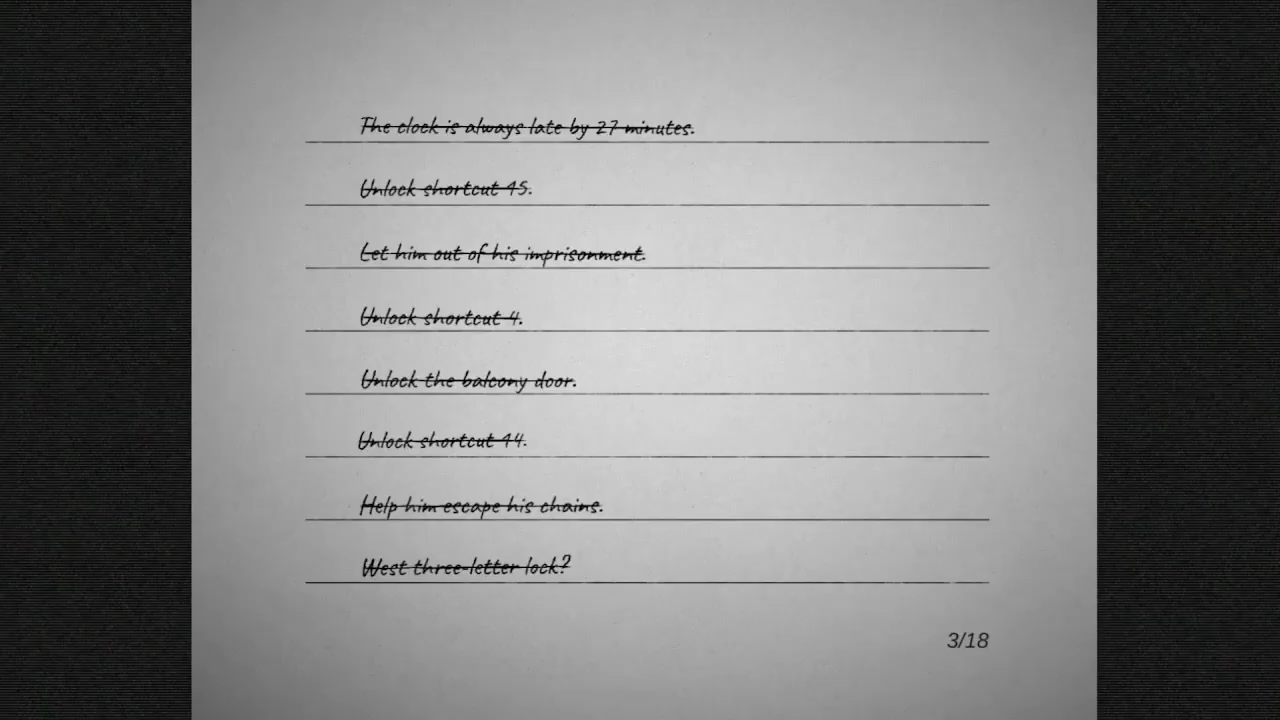 The clock is always late by 27 minutes.
Unlock shortcut 45.
Let him out of his imprisonment.
Unlock shortcut 4.
Unlock the balcony door.
Unlock shortcut 44.
Help him escape his chains.
West three-letter lock?
3/18